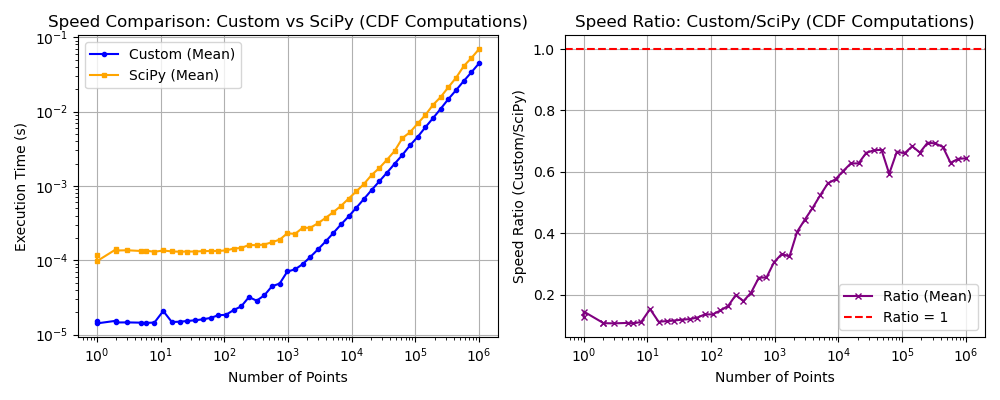 Speed Comparison: Custom vs SciPy (CDF Computations)
Execution Time (s)
10⁻¹
10⁻²
10⁻³
10⁻⁴
10⁻⁵
Custom (Mean)
SciPy (Mean)
10⁰ 10¹ 10² 10³ 10⁴ 10⁵ 10⁶
Number of Points
Speed Ratio: Custom/SciPy (CDF Computations)
Speed Ratio (Custom/SciPy)
1.0
0.8
0.6
0.4
0.2
Ratio (Mean)
Ratio = 1
10⁰ 10¹ 10² 10³ 10⁴ 10⁵ 10⁶
Number of Points